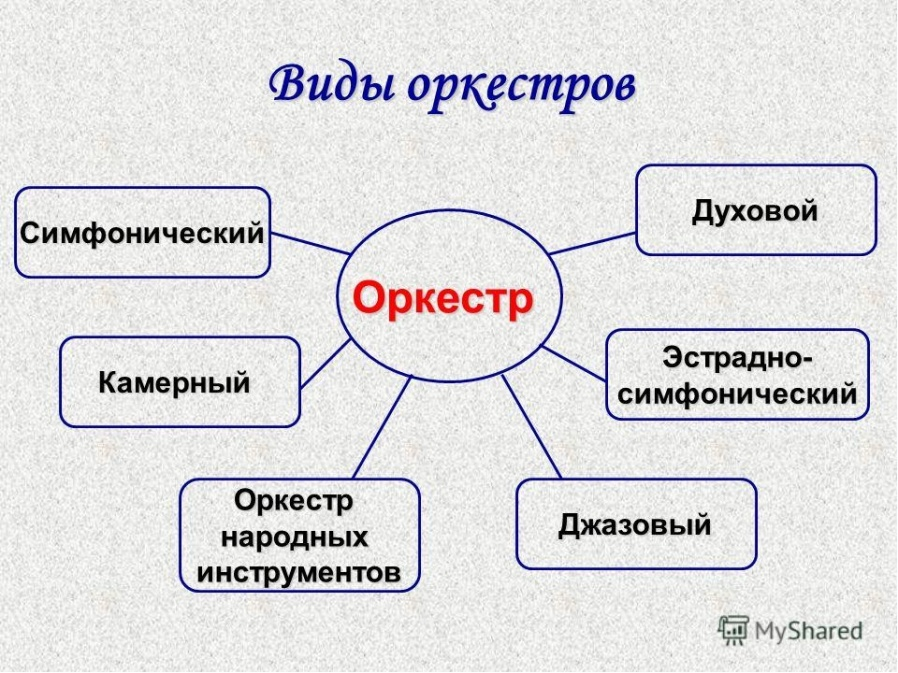 Виды оркестров
Симфонический
Духовой
Оркестр
Камерный
Эстрадно-
симфонический
Оркестр
народных
инструментов
Джазовый
MyShared